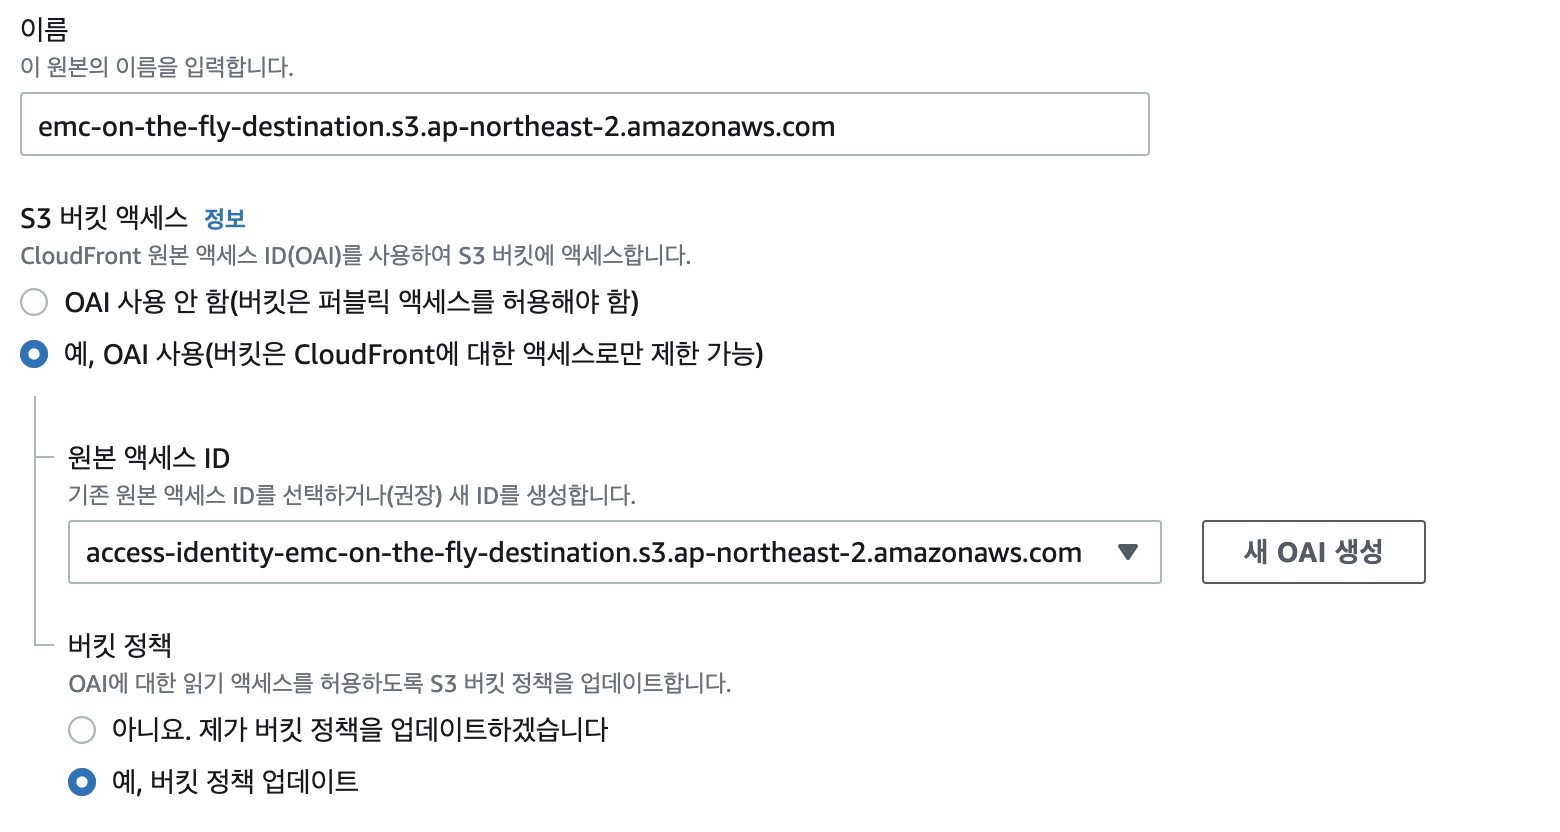 이름
이 원본의 이름을 입력합니다.
emc-on-the-fly-destination.s3.ap-northeast-2.amazonaws.com
S3 버킷 액세스 정보
CloudFront 원본 액세스 ID(OAI)를 사용하여 S3 버킷에 액세스합니다.
OAI 사용 안 함(버킷은 퍼블릭 액세스를 허용해야 함)
예, OAI 사용(버킷은 CloudFront에 대한 액세스로만 제한 가능)
원본 액세스 ID
기존 원본 액세스 ID를 선택하거나(권장) 새 ID를 생성합니다.
access-identity-emc-on-the-fly-destination.s3.ap-northeast-2.amazonaws.com
새 OAI 생성
버킷 정책
OAI에 대한 읽기 액세스를 허용하도록 S3 버킷 정책을 업데이트합니다.
아니요. 제가 버킷 정책을 업데이트하겠습니다
예, 버킷 정책 업데이트